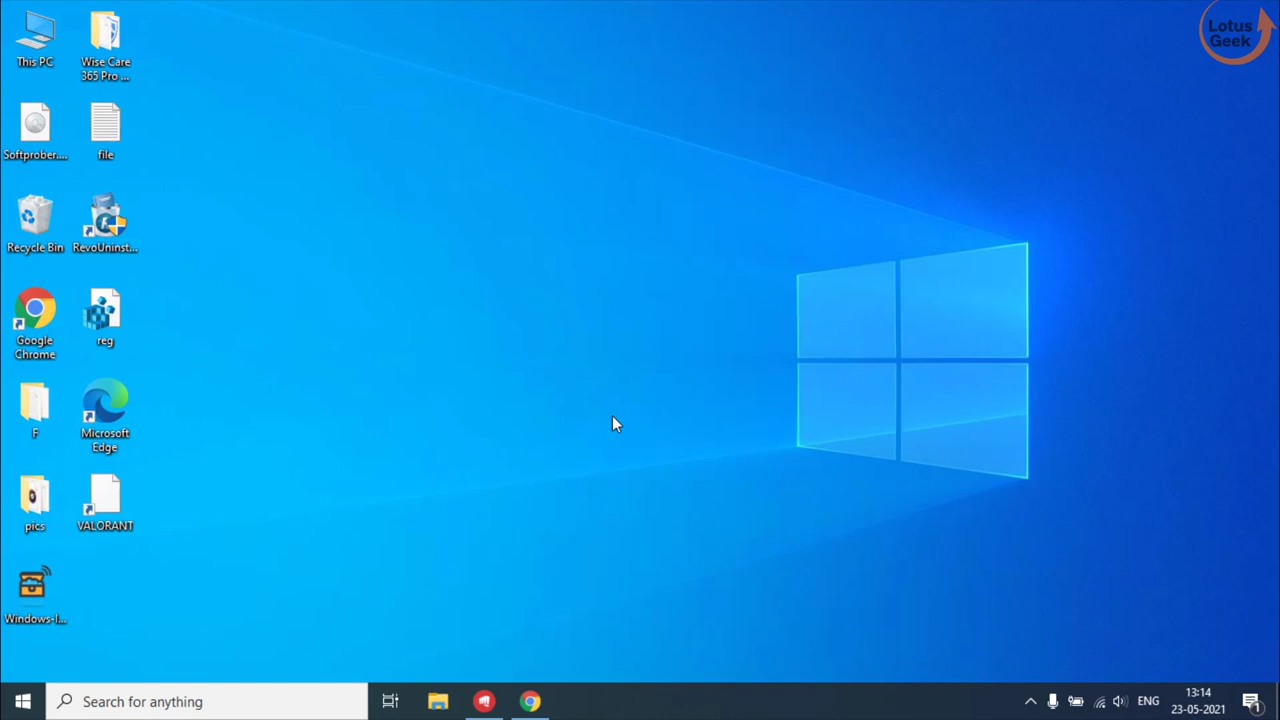 Lotus
Geek
This PC
Wise Care
365 Pro ...
Softprober....
file
Recycle Bin
RevoUninst...
Google
Chrome
reg
F
Microsoft
Edge
pics
VALORANT
Windows-I...
Search for anything
ENG
13:14
23-05-2021
1